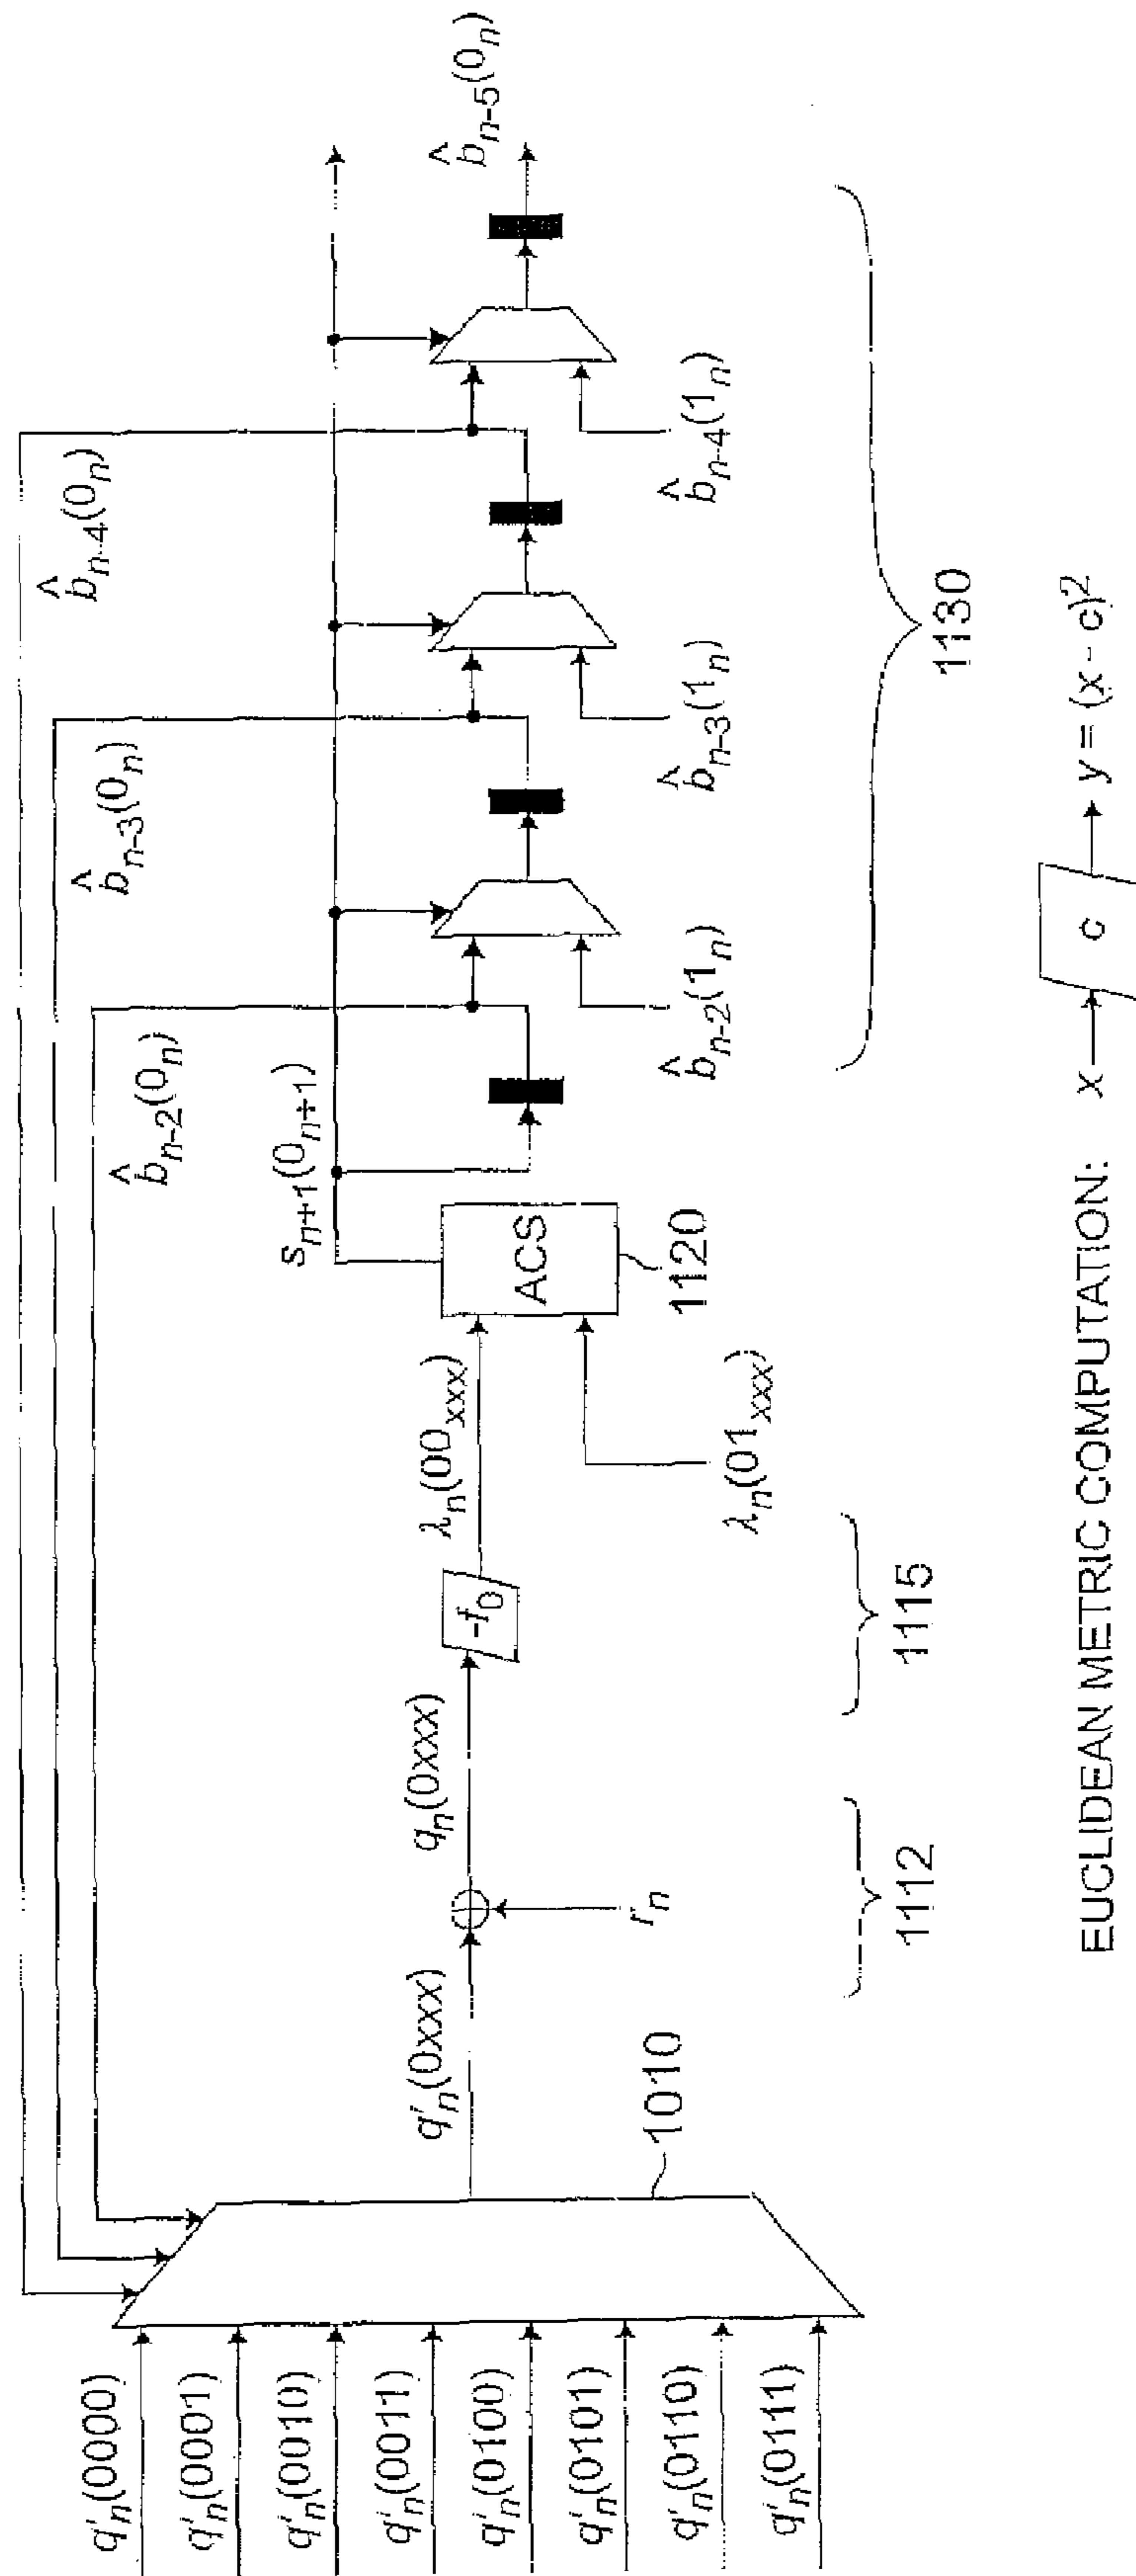 q'ₙ(0000)
q'ₙ(0001)
q'ₙ(0010)
q'ₙ(0011)
q'ₙ(0100)
q'ₙ(0101)
q'ₙ(0110)
q'ₙ(0111)
1010
q'ₙ(0xxx)
rₙ
qₙ(0xxx)
1112
-f₀
1115
λₙ(00ₓₓₓ)
λₙ(01ₓₓₓ)
ACS
1120
sₙ₊₁(0ₙ₊₁)
b̂ₙ₋₂(0ₙ)
b̂ₙ₋₂(1ₙ)
b̂ₙ₋₃(0ₙ)
b̂ₙ₋₃(1ₙ)
b̂ₙ₋₄(0ₙ)
b̂ₙ₋₄(1ₙ)
b̂ₙ₋₅(0ₙ)
1130
EUCLIDEAN METRIC COMPUTATION: x c y = (x - c)²